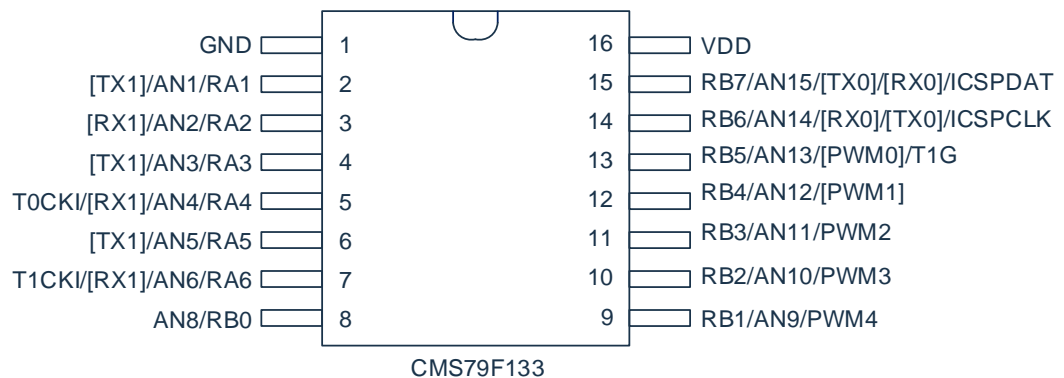 GND 1 16 VDD
[TX1]/AN1/RA1 2 15 RB7/AN15/[TX0]/[RX0]/ICSPDAT
[RX1]/AN2/RA2 3 14 RB6/AN14/[RX0]/[TX0]/ICSPCLK
[TX1]/AN3/RA3 4 13 RB5/AN13/[PWM0]/T1G
T0CKI/[RX1]/AN4/RA4 5 12 RB4/AN12/[PWM1]
[TX1]/AN5/RA5 6 11 RB3/AN11/PWM2
T1CKI/[RX1]/AN6/RA6 7 10 RB2/AN10/PWM3
AN8/RB0 8 9 RB1/AN9/PWM4
CMS79F133